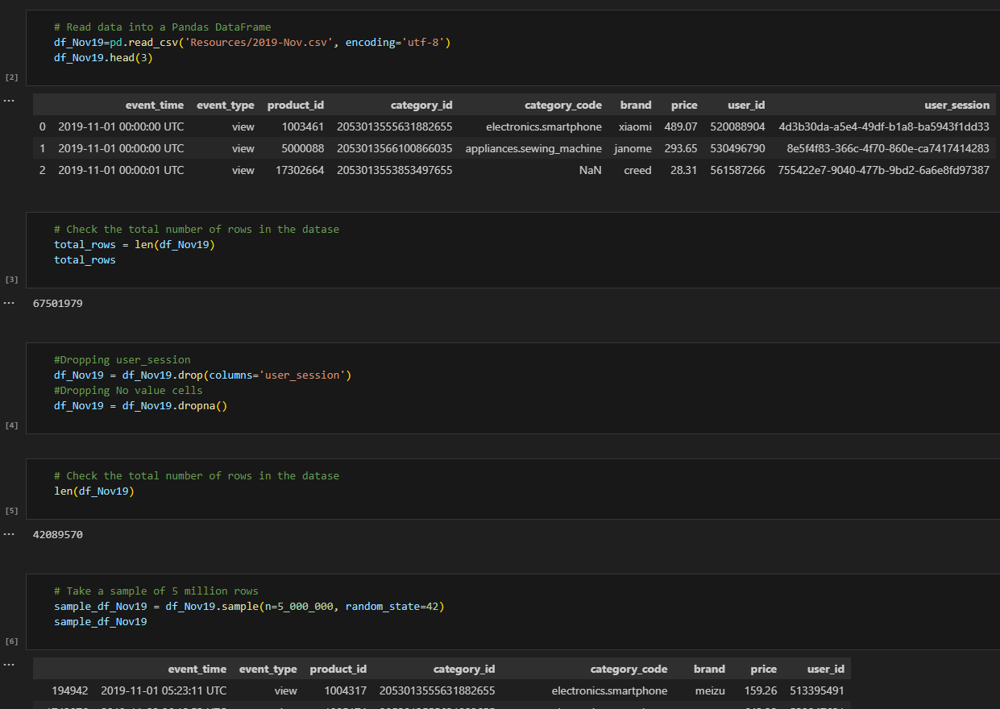 # Read data into a Pandas DataFrame
df_Nov19=pd.read_csv('Resources/2019-Nov.csv', encoding='utf-8')
df_Nov19.head(3)
[2]
...
event_time event_type product_id category_id category_code brand price user_id user_session
0 2019-11-01 00:00:00 UTC view 1003461 2053013555631882655 electronics.smartphone xiaomi 489.07 520088904 4d3b30da-a5e4-49df-b1a8-ba5943f1dd33
1 2019-11-01 00:00:00 UTC view 5000088 2053013566100866035 appliances.sewing_machine janome 293.65 530496790 8e5f4f83-366c-4f70-860e-ca7417414283
2 2019-11-01 00:00:01 UTC view 17302664 2053013553853497655 NaN creed 28.31 561587266 755422e7-9040-477b-9bd2-6a6e8fd97387
# Check the total number of rows in the datase
total_rows = len(df_Nov19)
total_rows
[3]
...
67501979
#Dropping user_session
df_Nov19 = df_Nov19.drop(columns='user_session')
#Dropping No value cells
df_Nov19 = df_Nov19.dropna()
[4]
# Check the total number of rows in the datase
len(df_Nov19)
[5]
...
42089570
# Take a sample of 5 million rows
sample_df_Nov19 = df_Nov19.sample(n=5_000_000, random_state=42)
sample_df_Nov19
[6]
...
event_time event_type product_id category_id category_code brand price user_id
194942 2019-11-01 05:23:11 UTC view 1004317 2053013555631882655 electronics.smartphone meizu 159.26 513395491